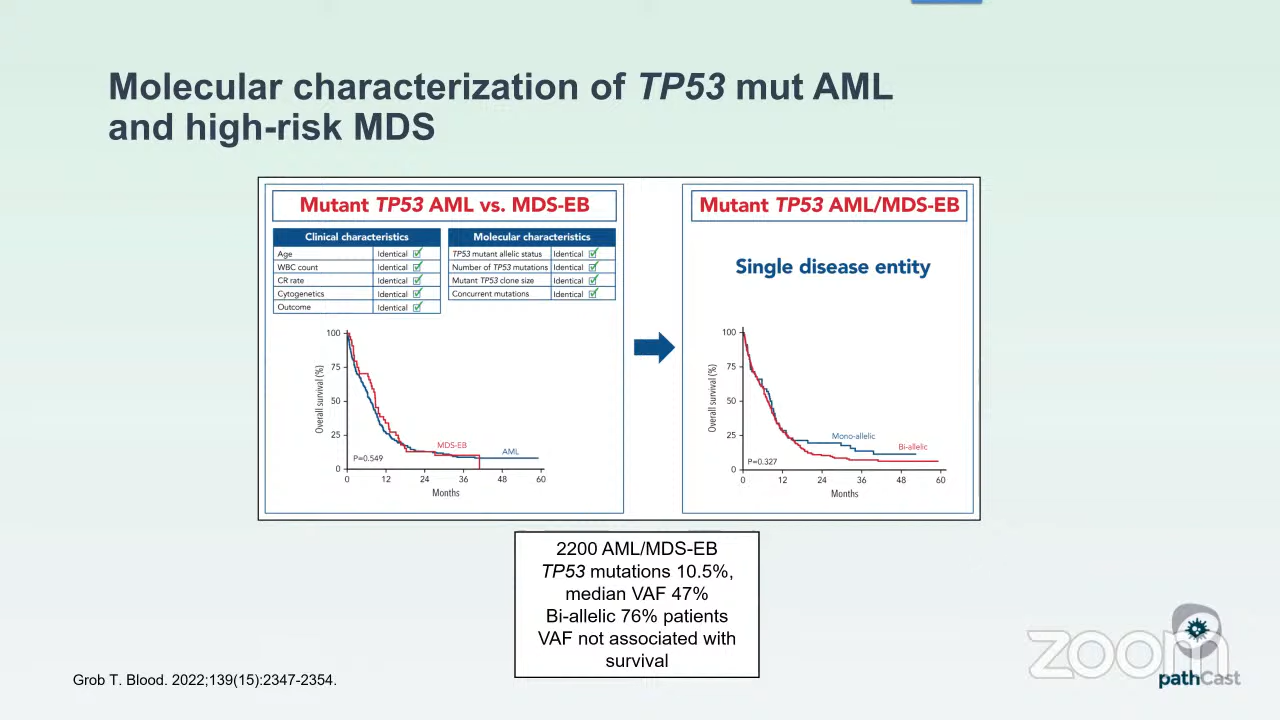 Molecular characterization of TP53 mut AML
and high-risk MDS
Mutant TP53 AML vs. MDS-EB
Clinical characteristics
Age Identical
WBC count Identical
CR rate Identical
Cytogenetics Identical
Outcome Identical
Molecular characteristics
TP53 mutant allelic status Identical
Number of TP53 mutations Identical
Mutant TP53 clone size Identical
Concurrent mutations Identical
Overall survival (%)
100
75
50
25
0
MDS-EB
AML
P=0.549
0 12 24 36 48 60
Months
Mutant TP53 AML/MDS-EB
Single disease entity
Overall survival (%)
100
75
50
25
0
Mono-allelic
Bi-allelic
P=0.327
0 12 24 36 48 60
Months
2200 AML/MDS-EB
TP53 mutations 10.5%,
median VAF 47%
Bi-allelic 76% patients
VAF not associated with
survival
Grob T. Blood. 2022;139(15):2347-2354.
zoom
pathCast